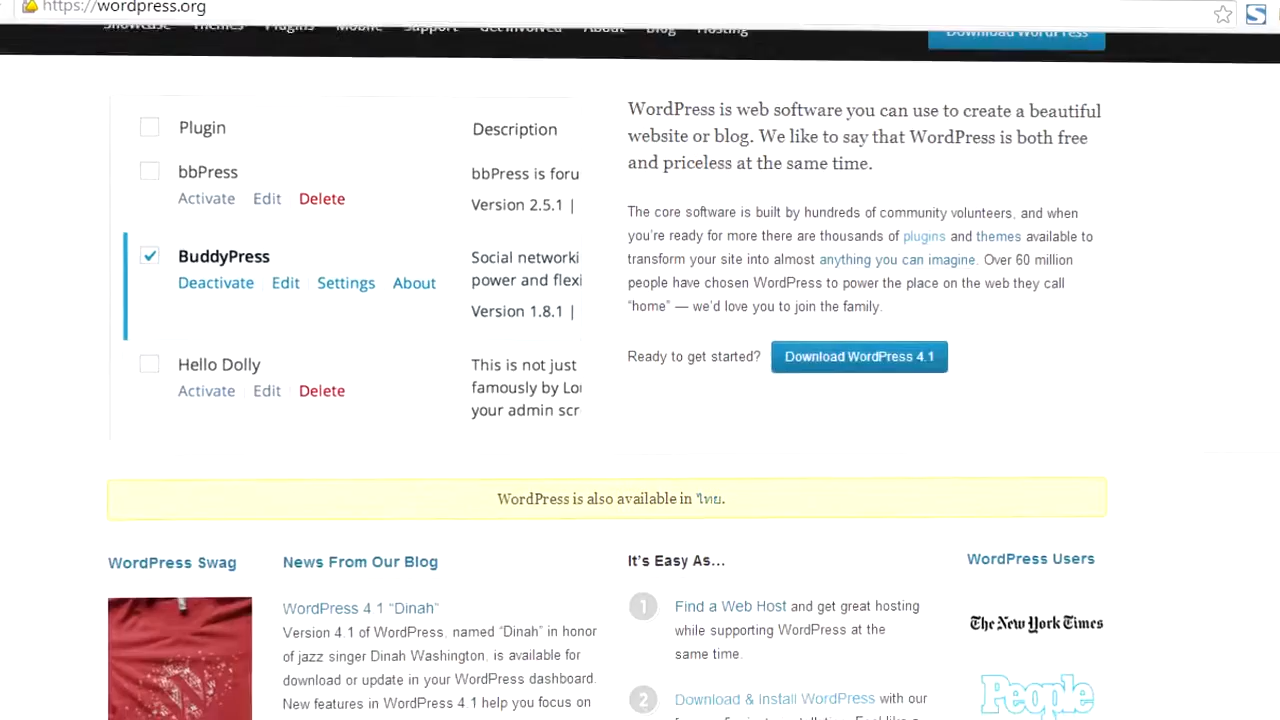 https://wordpress.org
Showcase Themes Plugins Mobile Support Get Involved About Blog Hosting
Download WordPress
Plugin Description
bbPress bbPress is foru
Activate Edit Delete Version 2.5.1 |
BuddyPress Social networki
Deactivate Edit Settings About power and flexi
Version 1.8.1 |
Hello Dolly This is not just
Activate Edit Delete famously by Lou
your admin scr
WordPress is web software you can use to create a beautiful
website or blog. We like to say that WordPress is both free
and priceless at the same time.
The core software is built by hundreds of community volunteers, and when
you’re ready for more there are thousands of plugins and themes available to
transform your site into almost anything you can imagine. Over 60 million
people have chosen WordPress to power the place on the web they call
“home” — we’d love you to join the family.
Ready to get started? Download WordPress 4.1
WordPress is also available in ไทย.
WordPress Swag
News From Our Blog
WordPress 4.1 “Dinah”
Version 4.1 of WordPress, named “Dinah” in honor
of jazz singer Dinah Washington, is available for
download or update in your WordPress dashboard.
New features in WordPress 4.1 help you focus on
It’s Easy As…
1 Find a Web Host and get great hosting
while supporting WordPress at the
same time.
2 Download & Install WordPress with our
WordPress Users
The New York Times
People